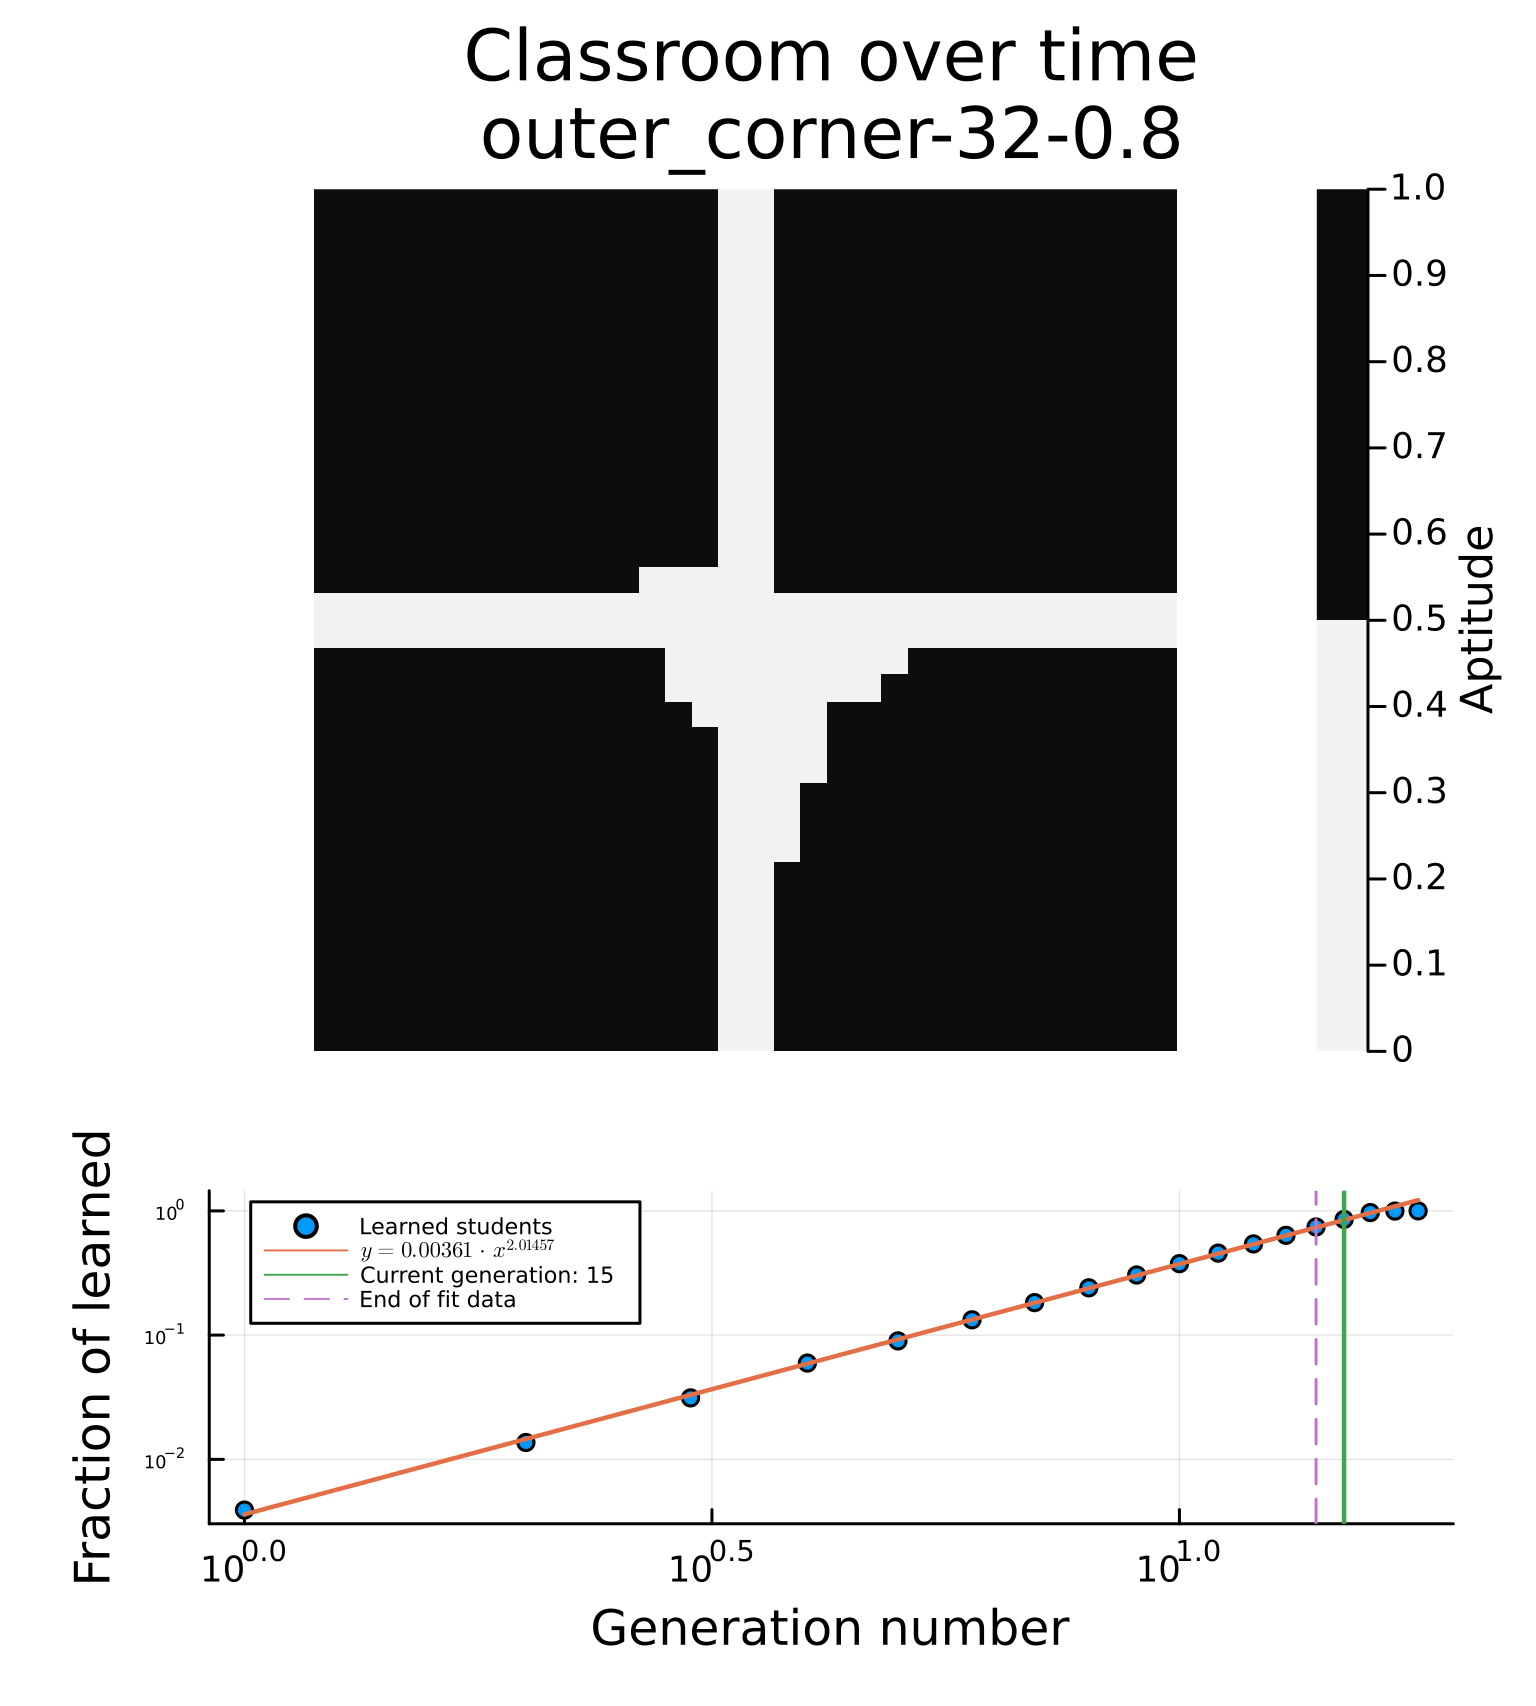 Classroom over time
outer_corner-32-0.8
1.0
0.9
0.8
0.7
0.6
0.5
0.4
0.3
0.2
0.1
0
Aptitude
Fraction of learned
10⁰
10⁻¹
10⁻²
Learned students
y = 0.00361 · x^2.01457
Current generation: 15
End of fit data
10^0.0
10^0.5
10^1.0
Generation number